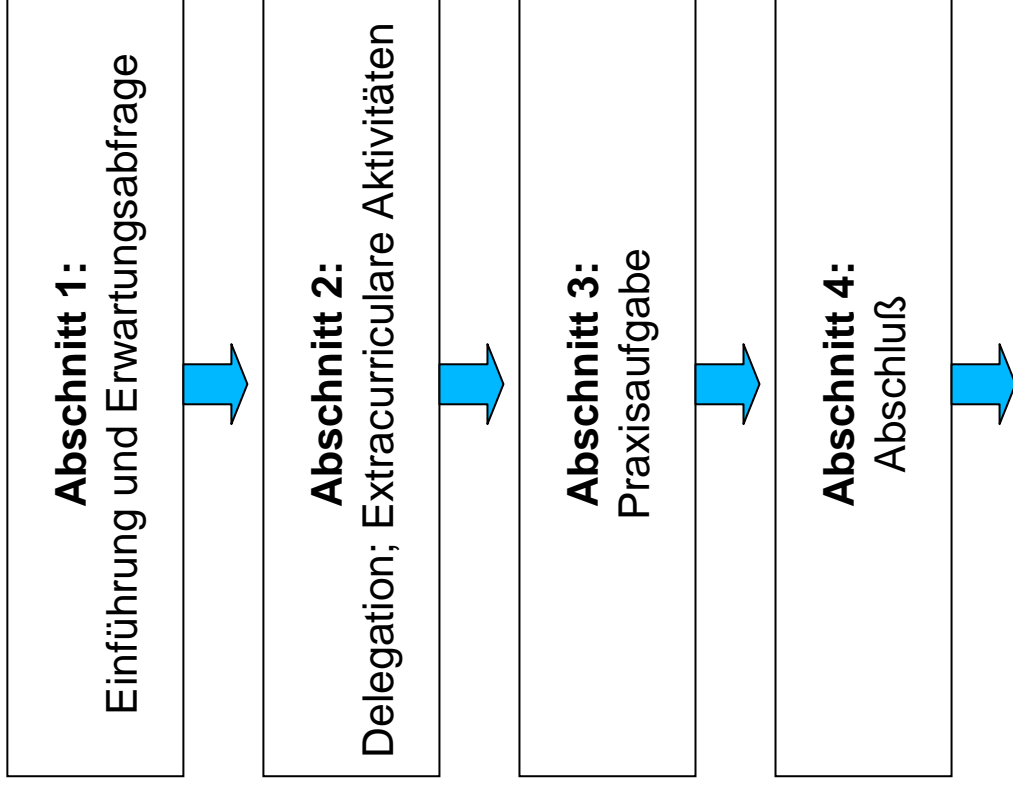 Abschnitt 1:
Einführung und Erwartungsabfrage
Abschnitt 2:
Delegation; Extracurriculare Aktivitäten
Abschnitt 3:
Praxisaufgabe
Abschnitt 4:
Abschluß